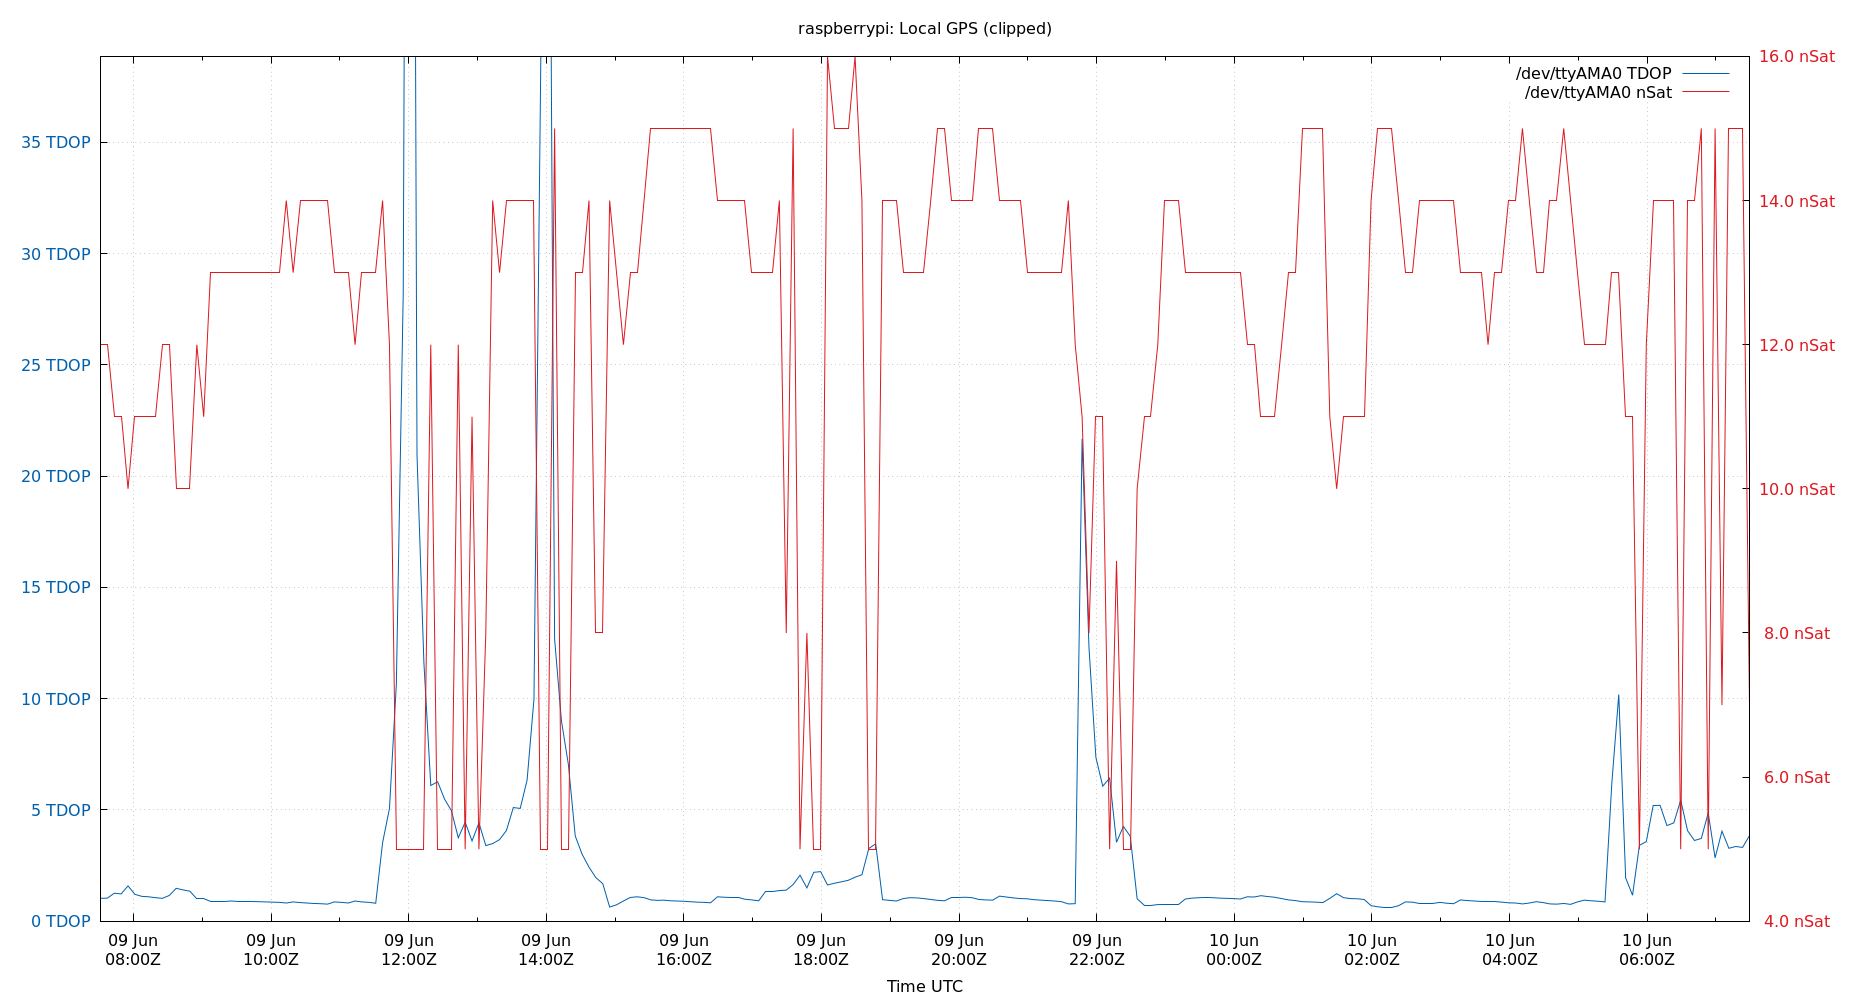 raspberrypi: Local GPS (clipped)
16.0 nSat
/dev/ttyAMA0 TDOP
/dev/ttyAMA0 nSat
35 TDOP
14.0 nSat
30 TDOP
12.0 nSat
25 TDOP
20 TDOP
10.0 nSat
15 TDOP
8.0 nSat
10 TDOP
6.0 nSat
5 TDOP
0 TDOP
4.0 nSat
09 Jun 09 Jun 09 Jun 09 Jun 09 Jun 09 Jun 09 Jun 09 Jun 10 Jun 10 Jun 10 Jun 10 Jun
08:00Z 10:00Z 12:00Z 14:00Z 16:00Z 18:00Z 20:00Z 22:00Z 00:00Z 02:00Z 04:00Z 06:00Z
Time UTC